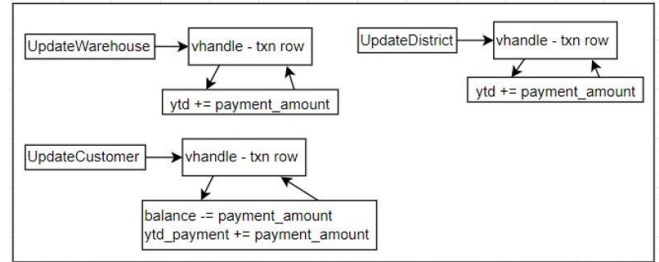 UpdateWarehouse
vhandle - txn row
ytd += payment_amount
UpdateDistrict
vhandle - txn row
ytd += payment_amount
UpdateCustomer
vhandle - txn row
balance -= payment_amount
ytd_payment += payment_amount